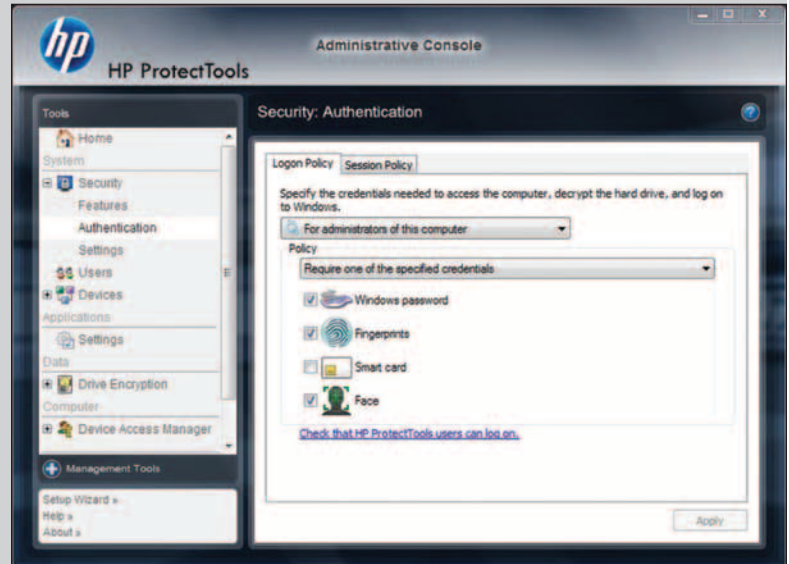 hp
HP ProtectTools
Administrative Console
Tools
Home
System
Security
Features
Authentication
Settings
Users
Devices
Applications
Settings
Data
Drive Encryption
Computer
Device Access Manager
Management Tools
Setup Wizard »
Help »
About »
Security: Authentication
?
Logon Policy
Session Policy
Specify the credentials needed to access the computer, decrypt the hard drive, and log on
to Windows.
For administrators of this computer
Policy
Require one of the specified credentials
Windows password
Fingerprints
Smart card
Face
Check that HP ProtectTools users can log on.
Apply